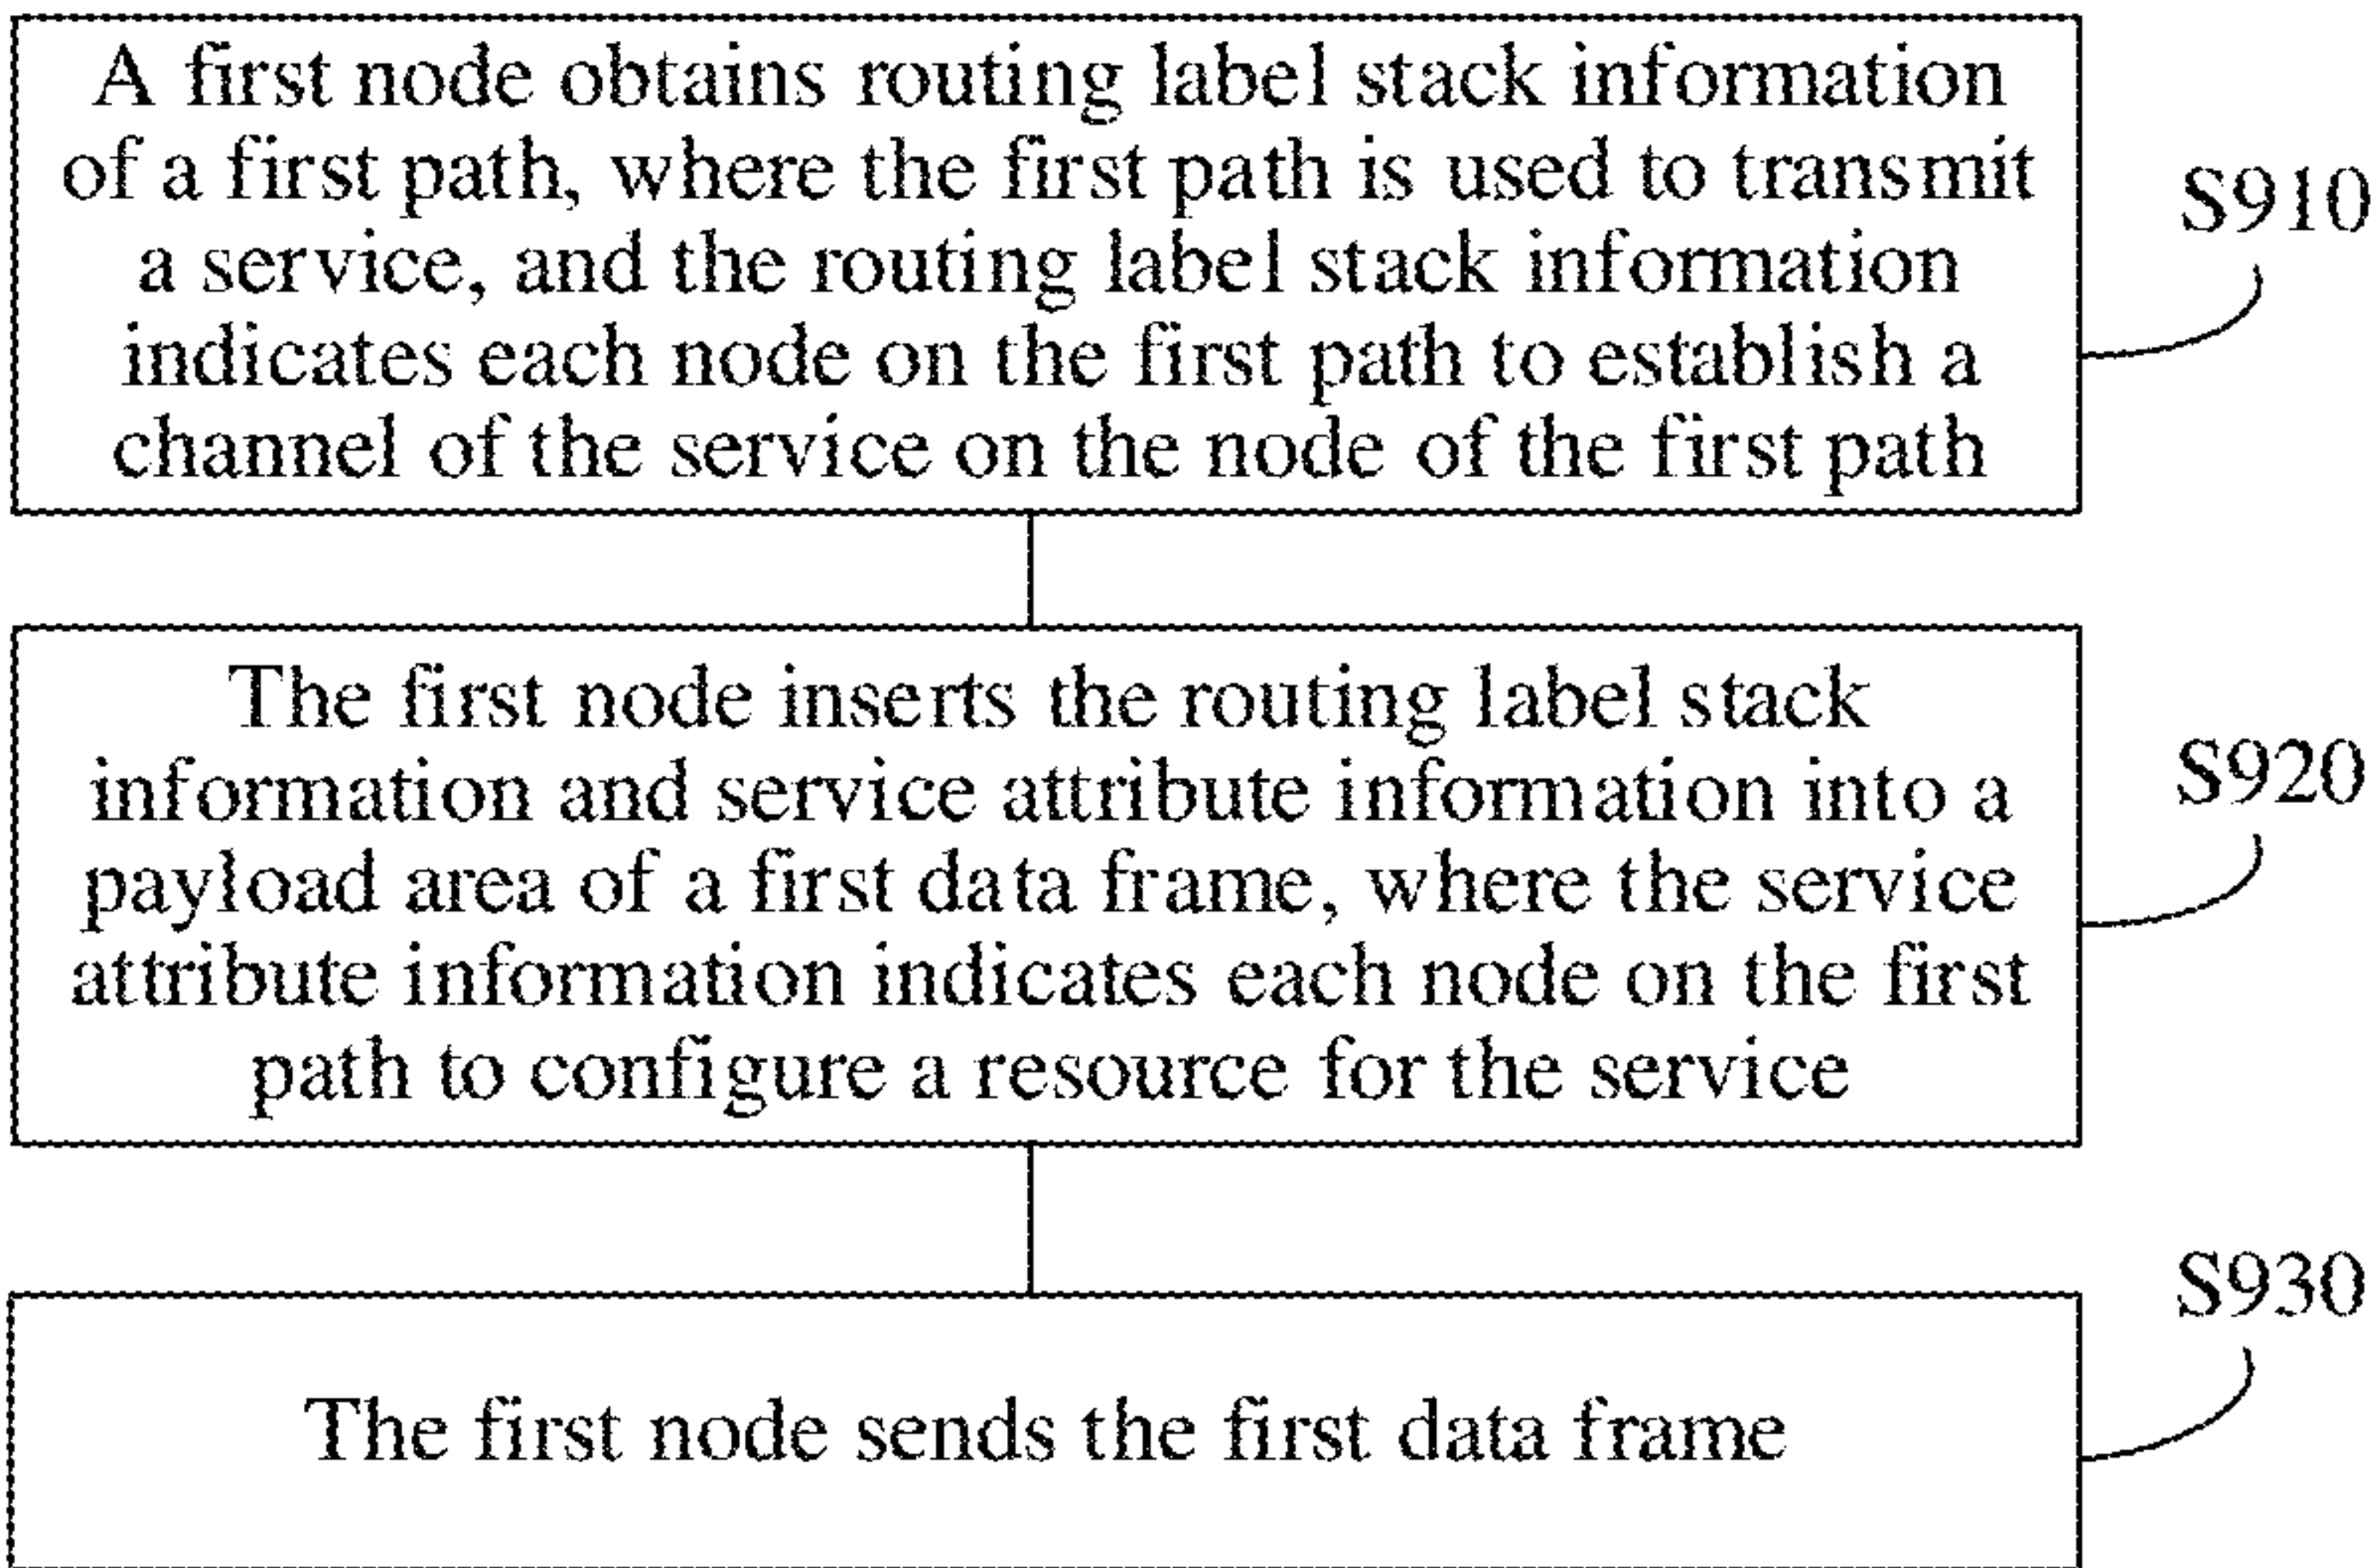 A first node obtains routing label stack information
of a first path, where the first path is used to transmit
a service, and the routing label stack information
indicates each node on the first path to establish a
channel of the service on the node of the first path
S910
The first node inserts the routing label stack
information and service attribute information into a
payload area of a first data frame, where the service
attribute information indicates each node on the first
path to configure a resource for the service
S920
The first node sends the first data frame
S930